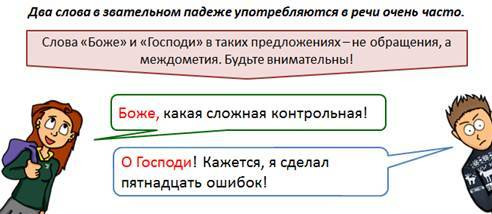 Два слова в звательном падеже употребляются в речи очень часто.
Слова «Боже» и «Господи» в таких предложениях – не обращения, а
междометия. Будьте внимательны!
Боже, какая сложная контрольная!
О Господи! Кажется, я сделал
пятнадцать ошибок!